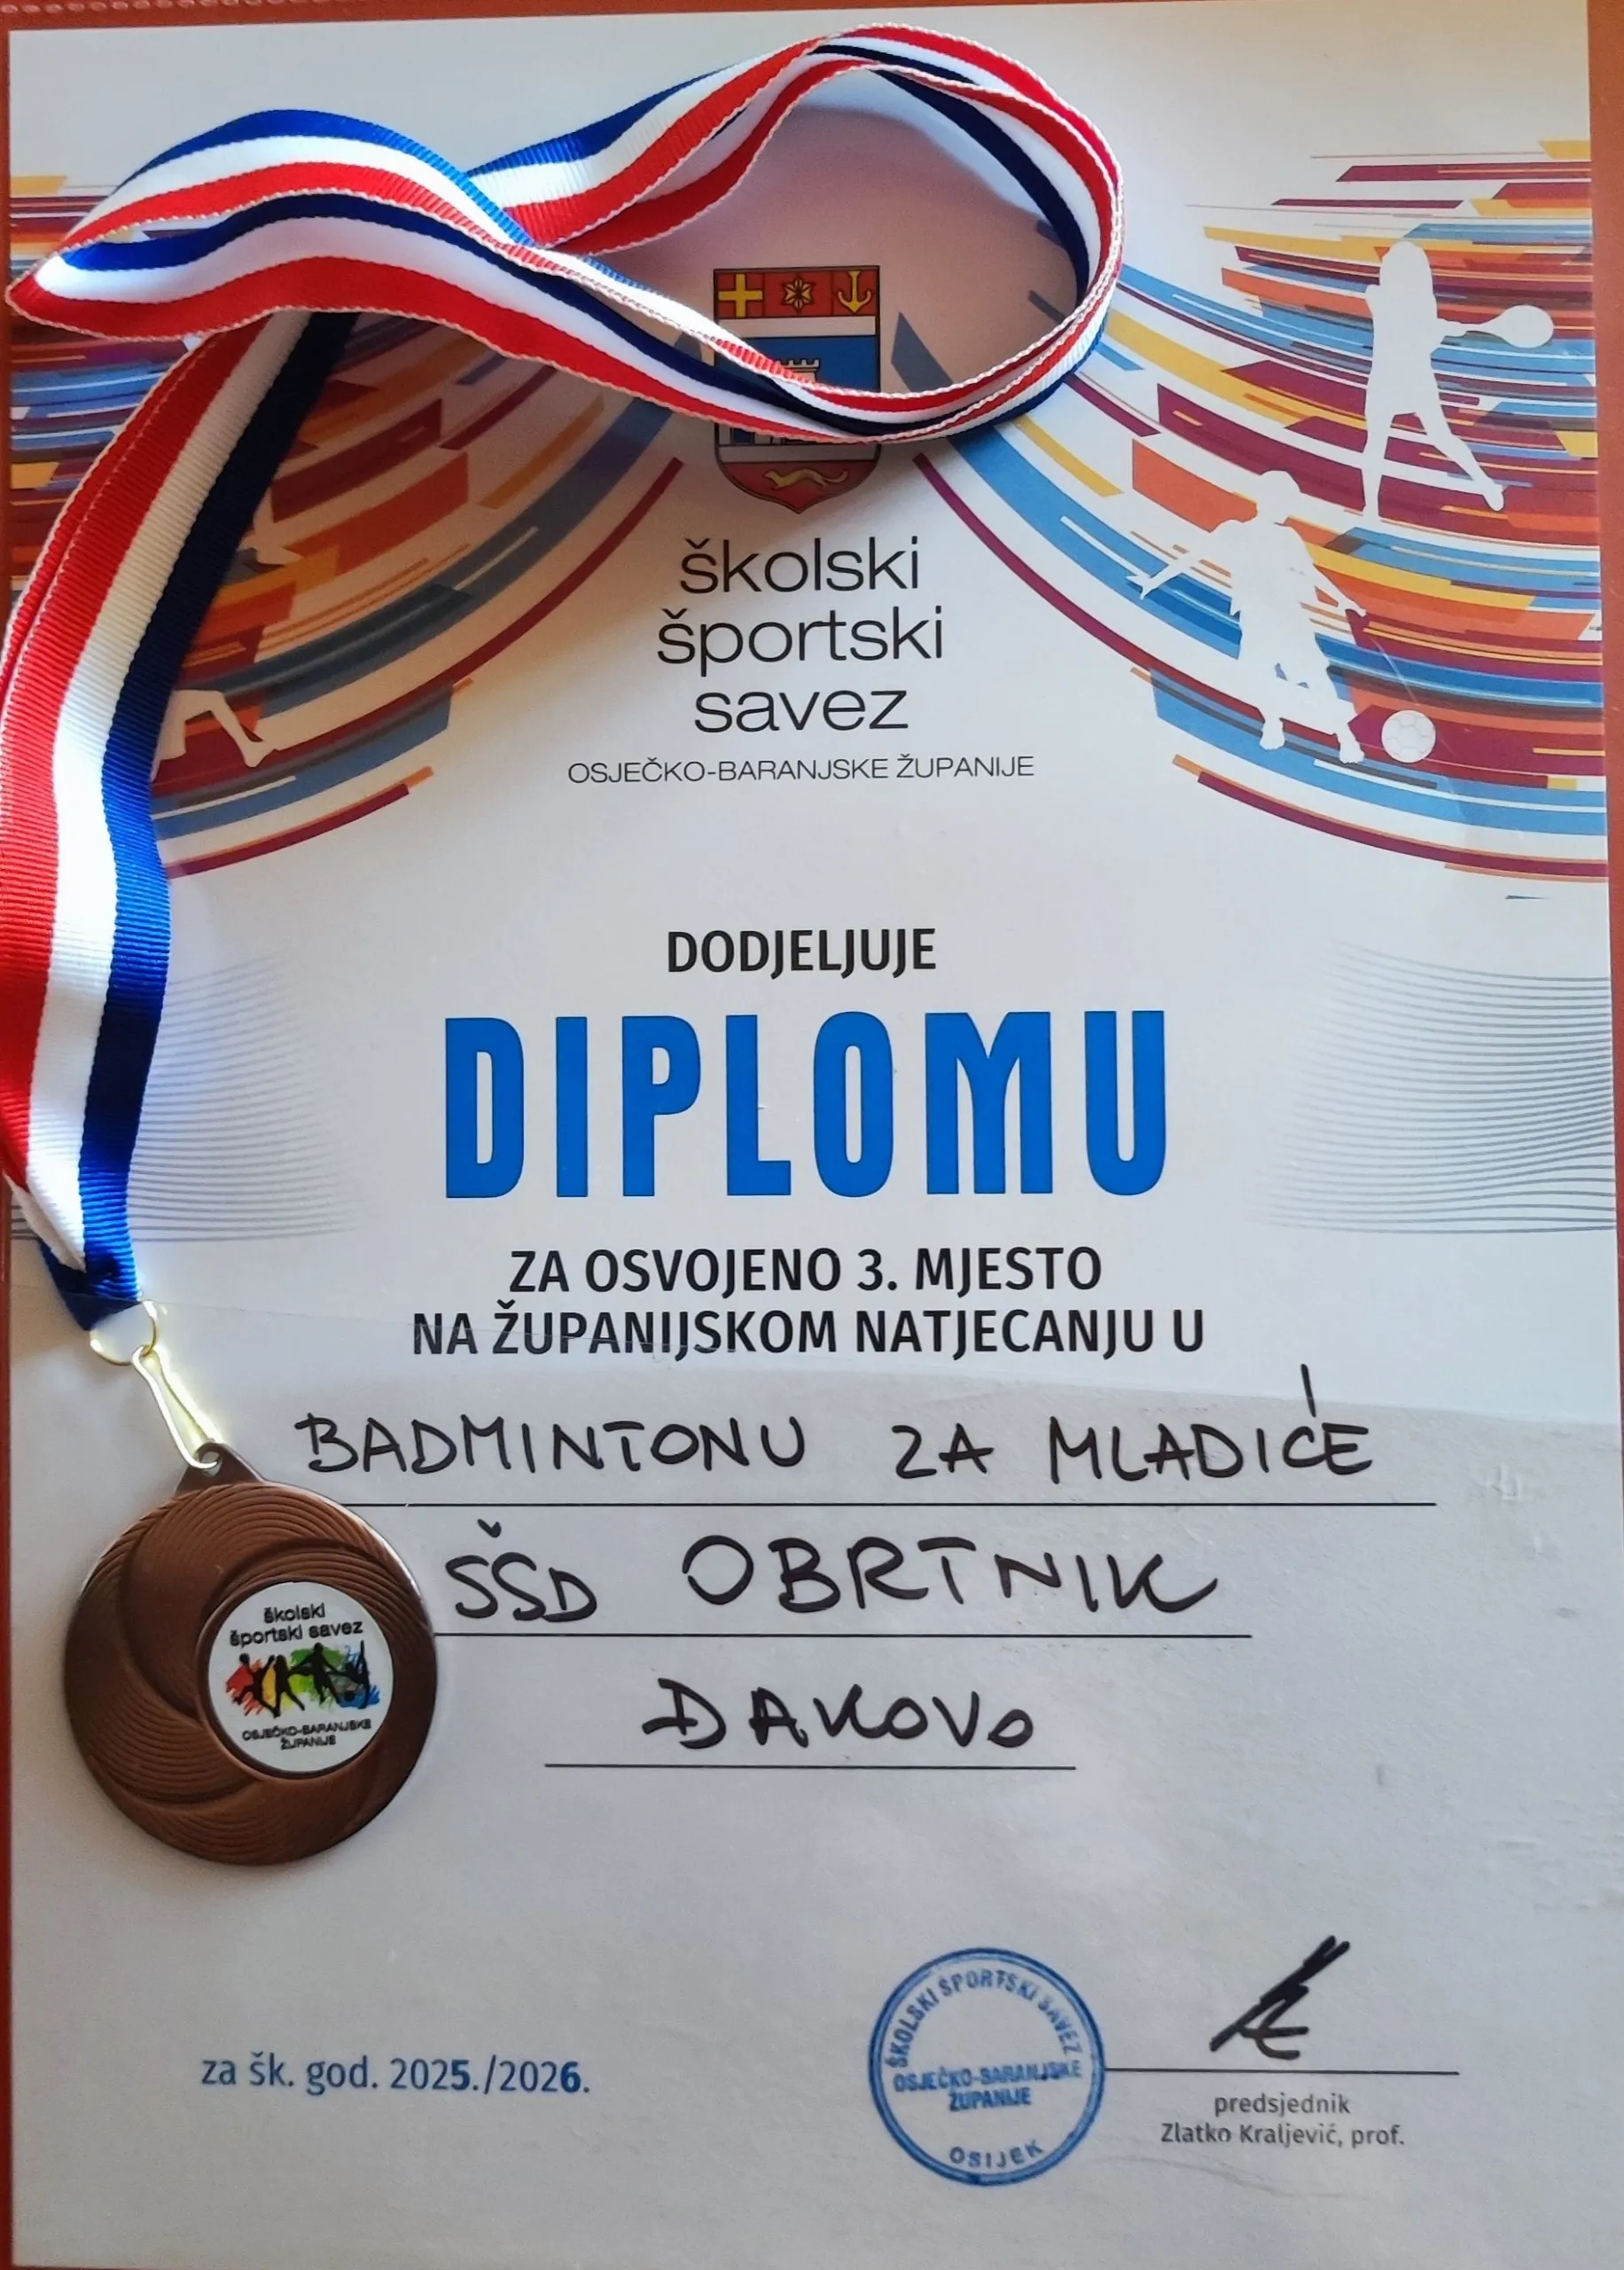 školski
športski
savez
OSJEČKO-BARANJSKE ŽUPANIJE
DODJELJUJE
DIPLOMU
ZA OSVOJENO 3. MJESTO
NA ŽUPANIJSKOM NATJECANJU U
BADMINTONU ZA MLADIĆE
ŠŠD OBRTNIK
ĐAKOVO
školski
športski savez
OSJEČKO-BARANJSKE
ŽUPANIJE
za šk. god. 2025./2026.
ŠKOLSKI ŠPORTSKI SAVEZ
OSJEČKO-BARANJSKE
ŽUPANIJE
OSIJEK
predsjednik
Zlatko Kraljević, prof.